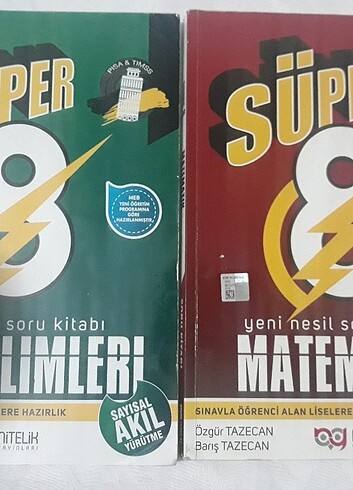 PER
PISA & TIMSS
8
MEB
YENİ ÖĞRETİM
PROGRAMINA
GÖRE
HAZIRLANMIŞTIR.
soru kitabı
LİMLERİ
ERE HAZIRLIK
SAYISAL
AKIL
YÜRÜTME
NİTELİK
YAYINLARI
SÜP
8
yeni nesil s
MATEM
SINAVLA ÖĞRENCİ ALAN LİSELERE
Özgür TAZECAN
Barış TAZECAN